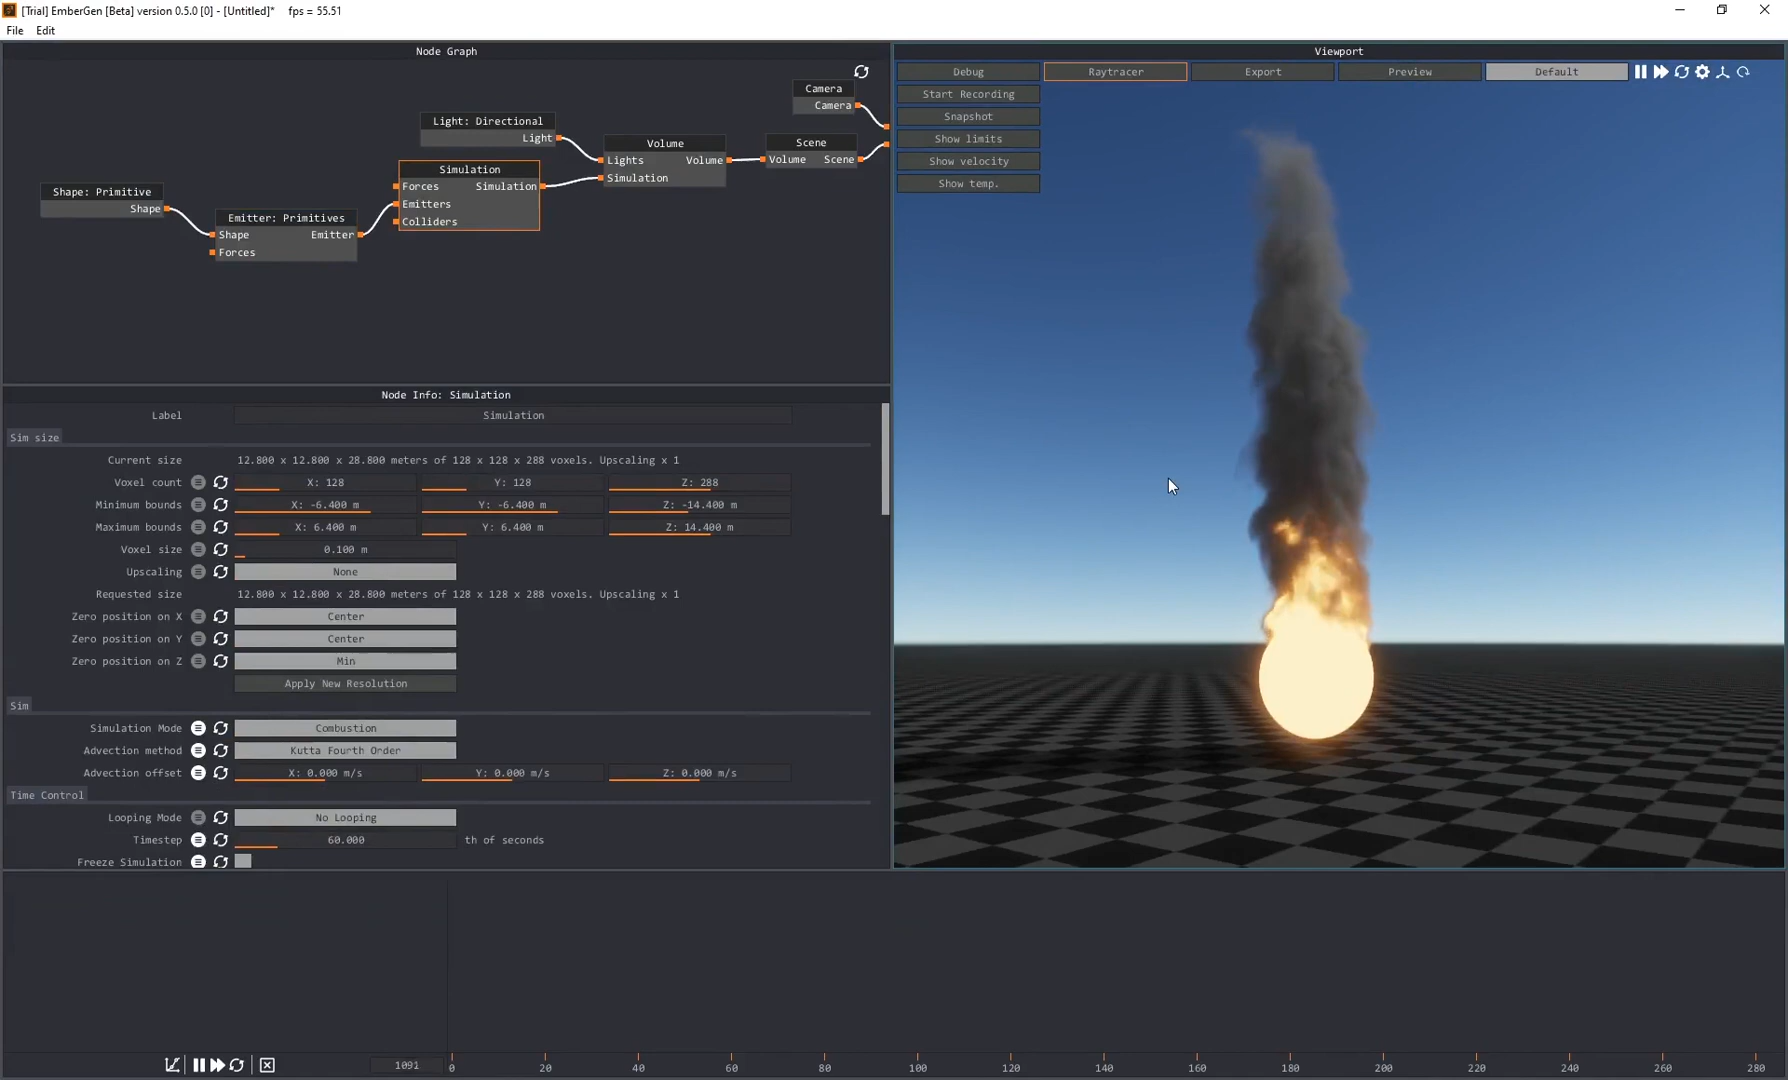 [Trial] EmberGen [Beta] version 0.5.0 [0] - [Untitled]* fps = 55.51
File Edit
Node Graph
Camera
Camera
Light: Directional
Light
Volume
Lights Volume
Simulation
Scene
Volume Scene
Simulation
Forces Simulation
Emitters
Colliders
Shape: Primitive
Shape
Emitter: Primitives
Shape Emitter
Forces
Viewport
Debug Raytracer Export Preview Default
Start Recording
Snapshot
Show limits
Show velocity
Show temp.
Node Info: Simulation
Label Simulation
Sim size
Current size 12.800 x 12.800 x 28.800 meters of 128 x 128 x 288 voxels. Upscaling x 1
Voxel count X: 128 Y: 128 Z: 288
Minimum bounds X: -6.400 m Y: -6.400 m Z: -14.400 m
Maximum bounds X: 6.400 m Y: 6.400 m Z: 14.400 m
Voxel size 0.100 m
Upscaling None
Requested size 12.800 x 12.800 x 28.800 meters of 128 x 128 x 288 voxels. Upscaling x 1
Zero position on X Center
Zero position on Y Center
Zero position on Z Min
Apply New Resolution
Sim
Simulation Mode Combustion
Advection method Kutta Fourth Order
Advection offset X: 0.000 m/s Y: 0.000 m/s Z: 0.000 m/s
Time Control
Looping Mode No Looping
Timestep 60.000 th of seconds
Freeze Simulation
1091 0 20 40 60 80 100 120 140 160 180 200 220 240 260 280